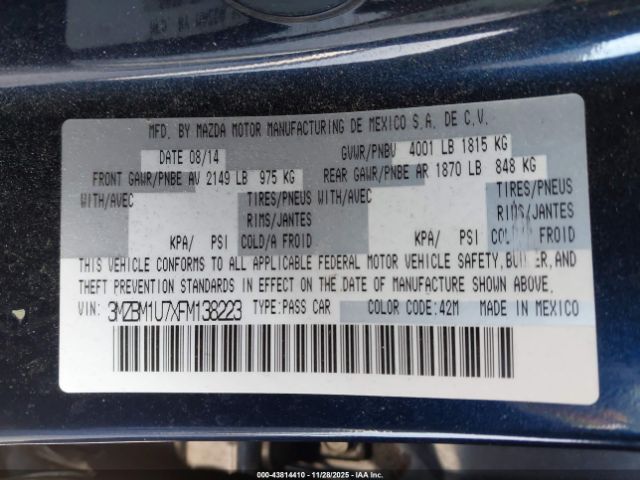 MFD. BY MAZDA MOTOR MANUFACTURING DE MEXICO S.A. DE C.V.
DATE 08/14 GVWR/PNBV 4001 LB 1815 KG
FRONT GAWR/PNBE AV 2149 LB 975 KG REAR GAWR/PNBE AR 1870 LB 848 KG
WITH/AVEC TIRES/PNEUS WITH/AVEC TIRES/PNEUS
RIMS/JANTES RIMS/JANTES
KPA/ PSI COLD/A FROID KPA/ PSI COLD/A FROID
THIS VEHICLE CONFORMS TO ALL APPLICABLE FEDERAL MOTOR VEHICLE SAFETY, AND
THEFT PREVENTION STANDARDS IN EFFECT ON THE DATE OF MANUFACTURE SHOWN ABOVE.
VIN: 3MZBM1U7XFM138223 TYPE:PASS CAR COLOR CODE:42M MADE IN MEXICO
000-43814410 - 11/28/2025 - IAA Inc.